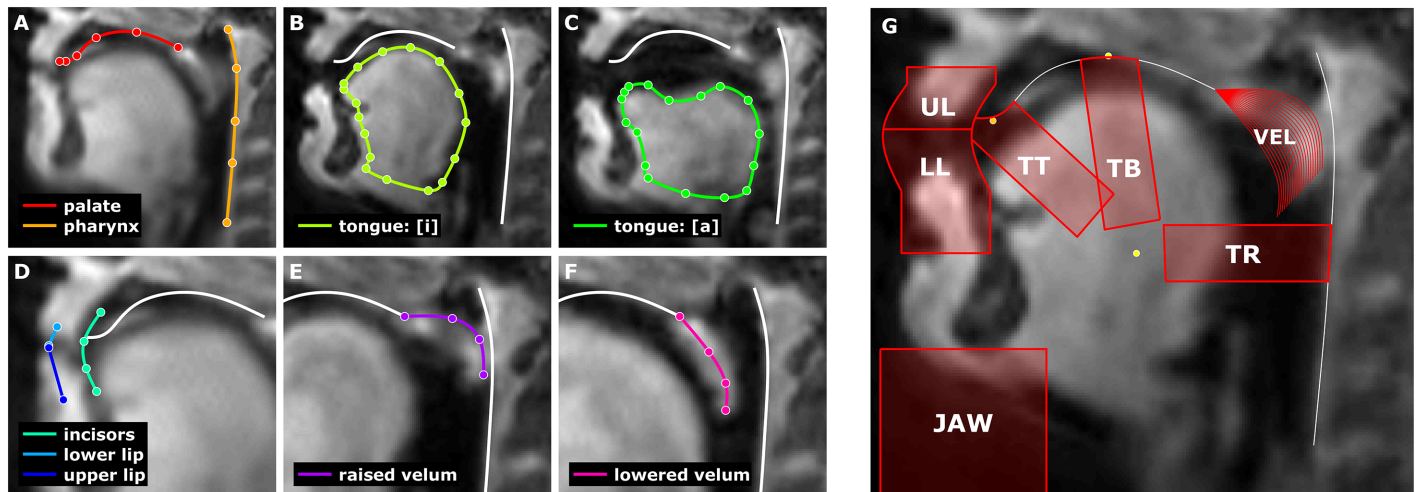 A
palate
pharynx
B
tongue: [i]
C
tongue: [a]
D
incisors
lower lip
upper lip
E
raised velum
F
lowered velum
G
UL
LL
TT
TB
VEL
TR
JAW